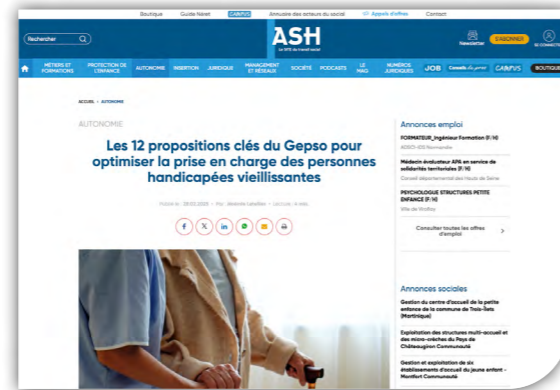 Boutique Guide Néret CAMPUS Annuaire des acteurs du social Appels d'offres Contact
Rechercher
ASH
Newsletter S'ABONNER SE CONNECTER
MÉTIERS ET FORMATIONS
PROTECTION DE L'ENFANCE
AUTONOMIE
INSERTION
JURIDIQUE
MANAGEMENT ET RÉSEAUX
SOCIÉTÉ
PODCASTS
LE MAG
NUMÉROS JURIDIQUES
JOB
CAMPUS
BOUTIQUE
ACCUEIL • AUTONOMIE
AUTONOMIE
Les 12 propositions clés du Gepso pour
optimiser la prise en charge des personnes
handicapées vieillissantes
Annonces emploi
FORMATEUR_Ingénieur Formation (F/H)
Médecin évaluateur APA en service de
solidarités territoriales (F/H)
Conseil départemental des Hauts de Seine
PSYCHOLOGUE STRUCTURES PETITE
ENFANCE (F/H)
Ville de Viroflay
Consulter toutes les offres
d'emploi
Annonces sociales
Gestion du centre d'accueil de la petite
enfance de la commune de Trois-Îlets
(Martinique)
Exploitation des structures multi-accueil et
des micro-crèches du Pays de
Châteaugiron Communauté
Gestion et exploitation de six
établissements d'accueil du jeune enfant -
Montfort Communauté